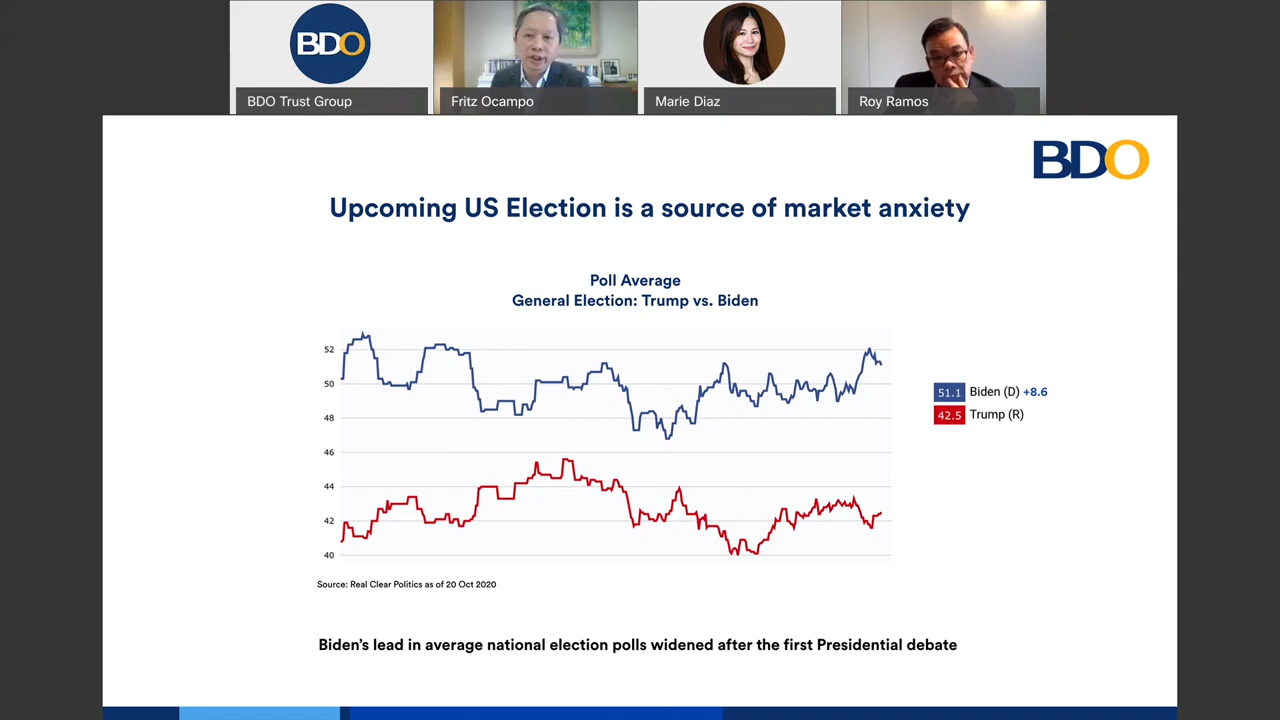 BDO
BDO Trust Group
Fritz Ocampo
Marie Diaz
Roy Ramos
BDO
Upcoming US Election is a source of market anxiety
Poll Average
General Election: Trump vs. Biden
52
50
48
46
44
42
40
51.1 Biden (D) +8.6
42.5 Trump (R)
Source: Real Clear Politics as of 20 Oct 2020
Biden's lead in average national election polls widened after the first Presidential debate